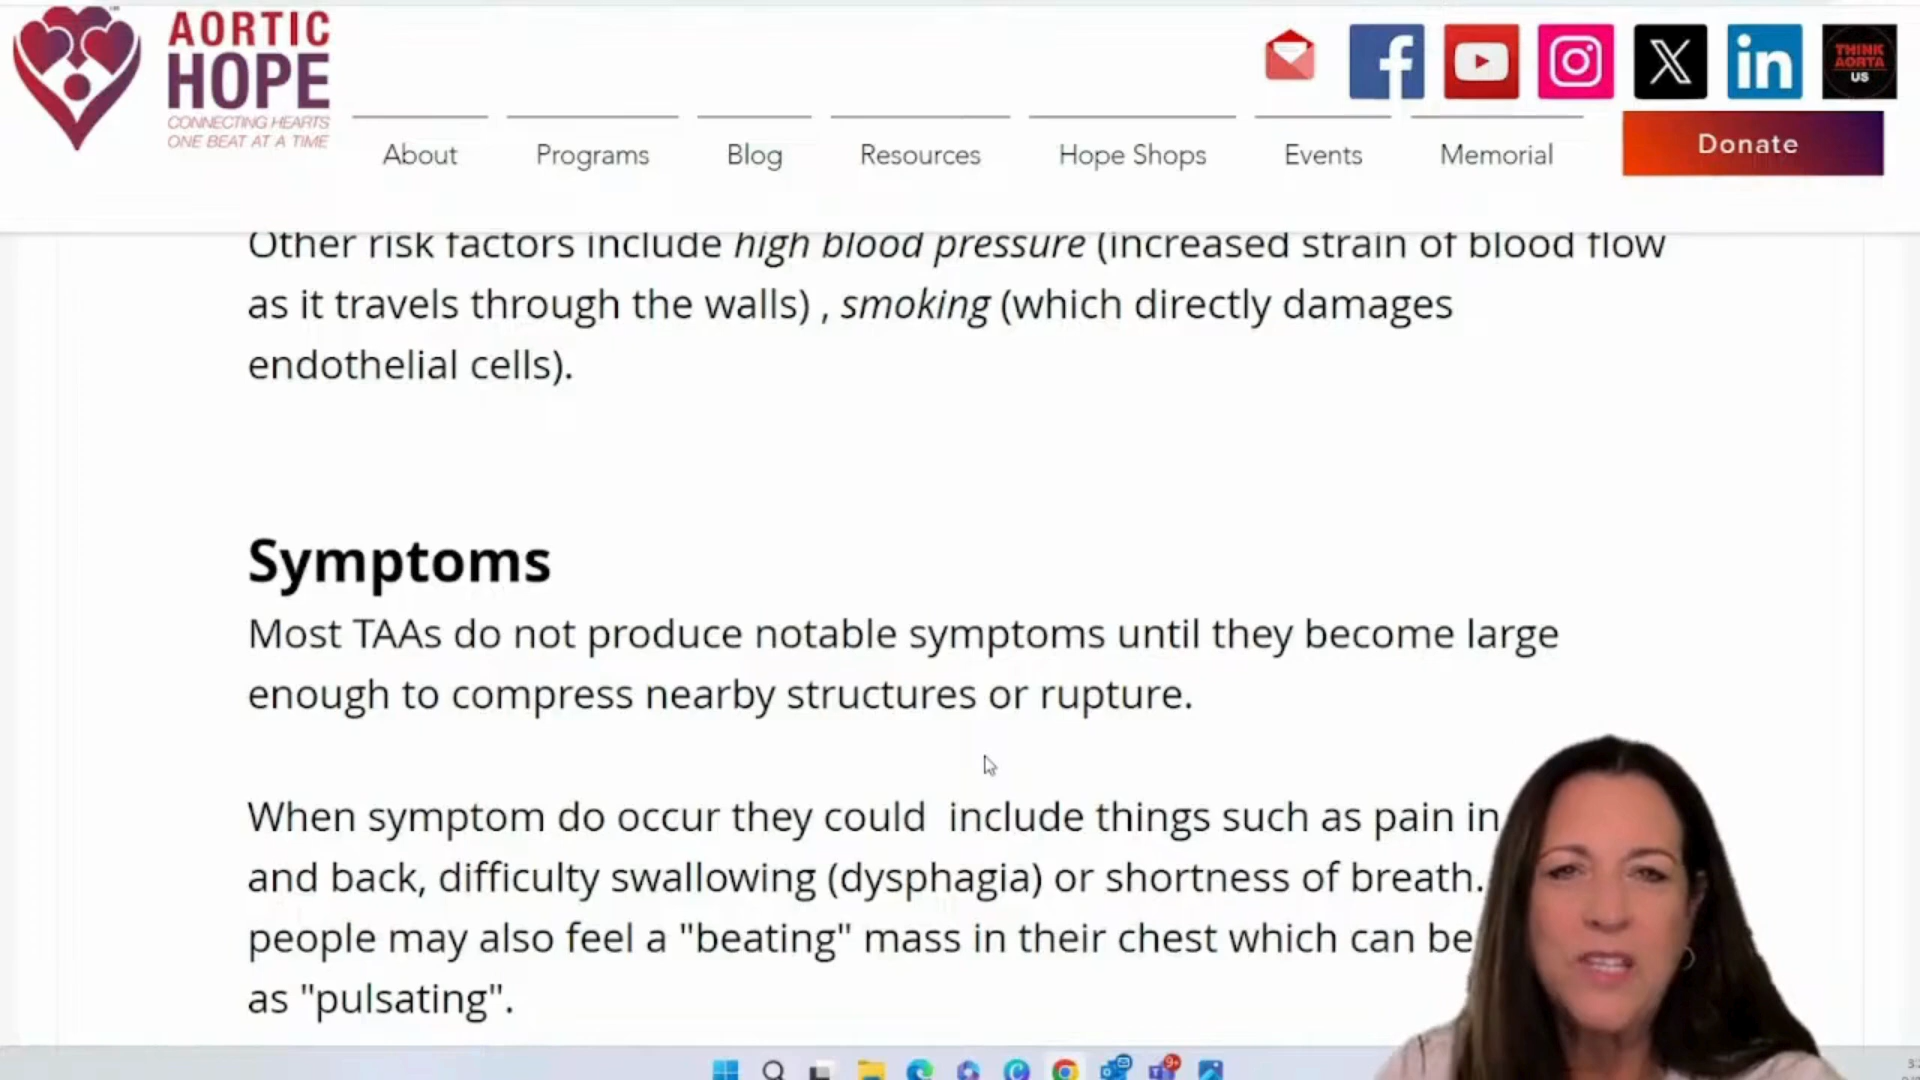 AORTIC
HOPE
CONNECTING HEARTS
ONE BEAT AT A TIME
THINK
AORTA
US
About
Programs
Blog
Resources
Hope Shops
Events
Memorial
Donate
Other risk factors include high blood pressure (increased strain of blood flow
as it travels through the walls) , smoking (which directly damages
endothelial cells).
Symptoms
Most TAAs do not produce notable symptoms until they become large
enough to compress nearby structures or rupture.
When symptom do occur they could  include things such as pain in
and back, difficulty swallowing (dysphagia) or shortness of breath.
people may also feel a "beating" mass in their chest which can be
as "pulsating".
9+